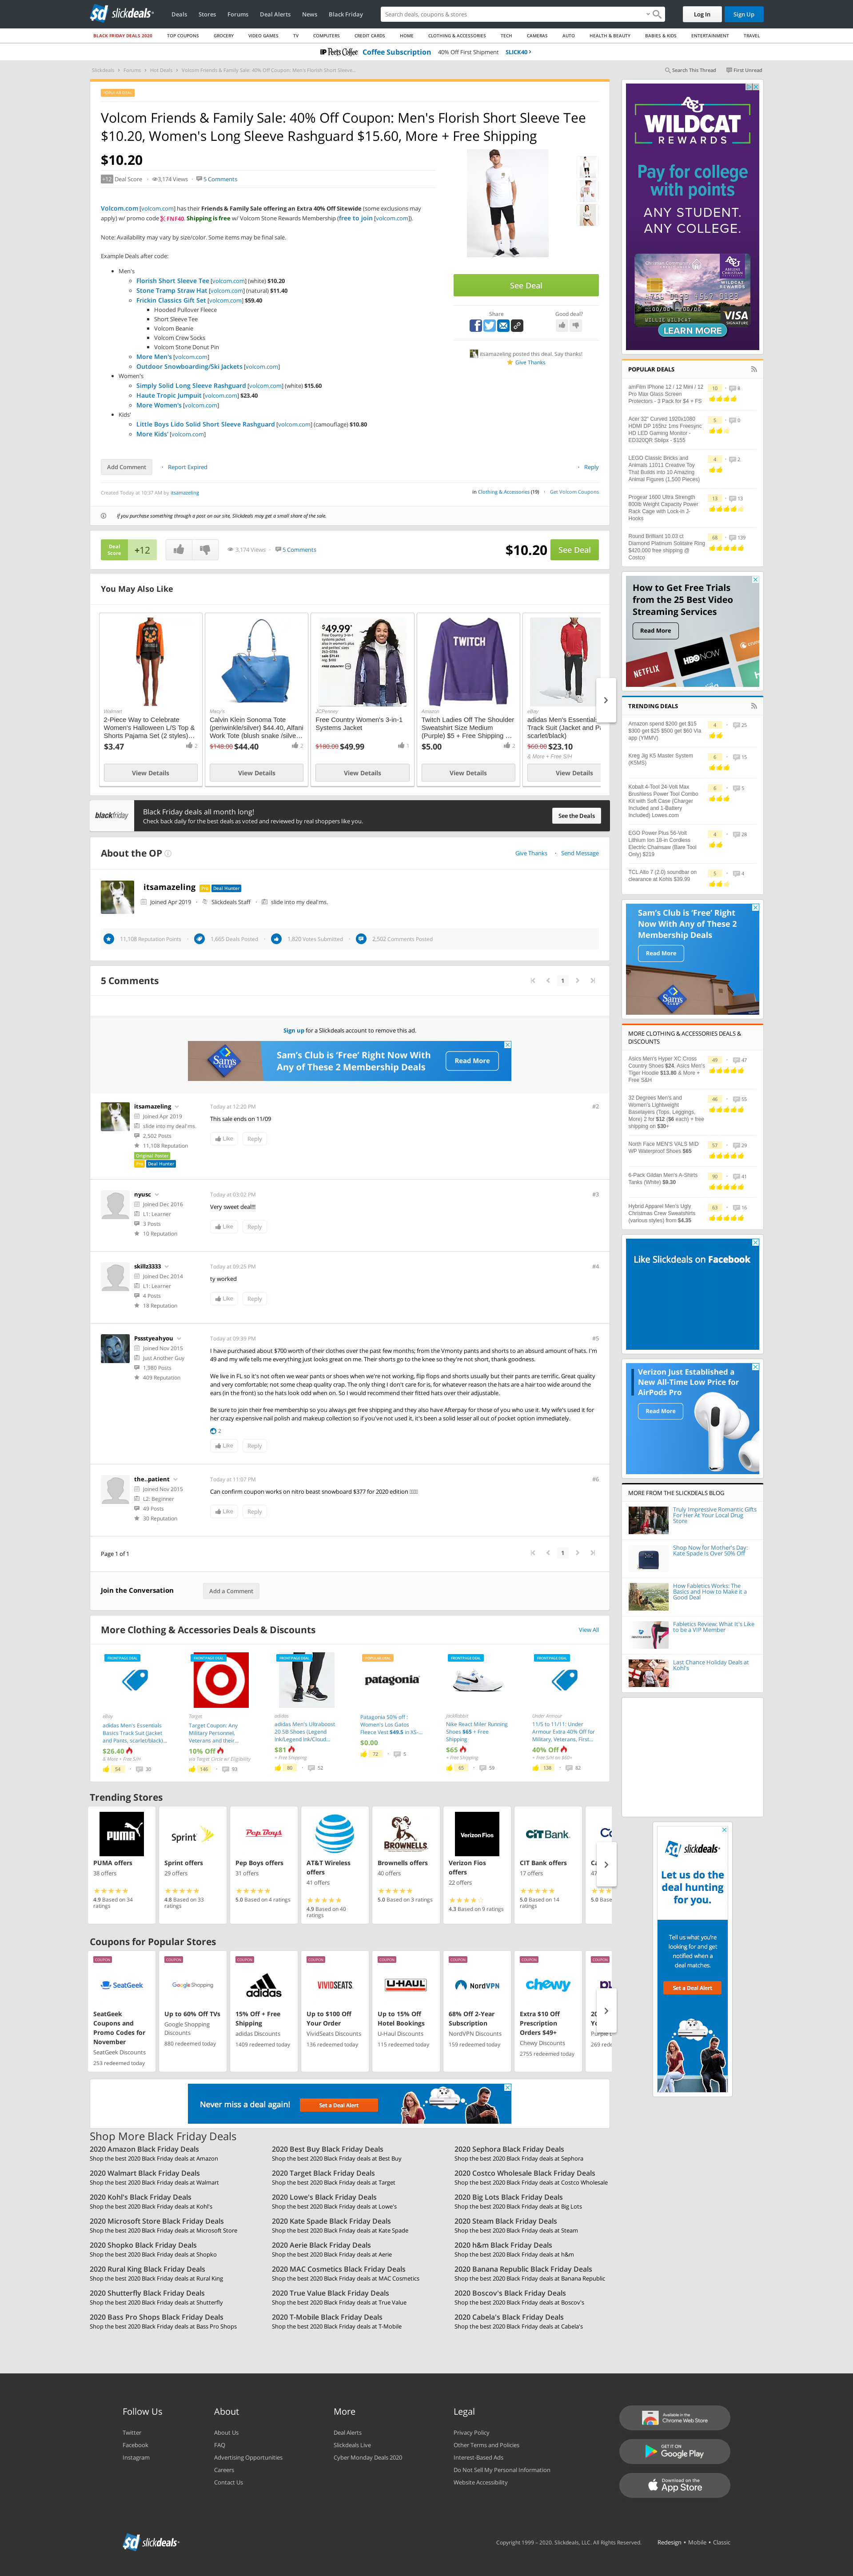 slickdeals
Deals Stores Forums Deal Alerts News Black Friday
Search deals, coupons & stores
Log In Sign Up
BLACK FRIDAY DEALS 2020 TOP COUPONS GROCERY VIDEO GAMES TV COMPUTERS CREDIT CARDS HOME CLOTHING & ACCESSORIES TECH CAMERAS AUTO HEALTH & BEAUTY BABIES & KIDS ENTERTAINMENT TRAVEL
Peet's Coffee Coffee Subscription 40% Off First Shipment SLICK40
Slickdeals Forums Hot Deals Volcom Friends & Family Sale: 40% Off Coupon: Men's Florish Short Sleeve...
Search This Thread First Unread
POPULAR DEAL
Volcom Friends & Family Sale: 40% Off Coupon: Men's Florish Short Sleeve Tee
$10.20, Women's Long Sleeve Rashguard $15.60, More + Free Shipping
$10.20
+12 Deal Score 3,174 Views 5 Comments
Volcom.com [volcom.com] has their Friends & Family Sale offering an Extra 40% Off Sitewide (some exclusions may
apply) w/ promo code FNF40. Shipping is free w/ Volcom Stone Rewards Membership (free to join [volcom.com]).
Note: Availability may vary by size/color. Some items may be final sale.
Example Deals after Code:
Men's
Florish Short Sleeve Tee [volcom.com] (white) $10.20
Stone Tramp Straw Hat [volcom.com] (natural) $11.40
Frickin Classics Gift Set [volcom.com] $59.40
Hooded Pullover Fleece
Short Sleeve Tee
Volcom Beanie
Volcom Crew Socks
Volcom Stone Donut Pin
More Men's [volcom.com]
Outdoor Snowboarding/Ski Jackets [volcom.com]
Women's
Simply Solid Long Sleeve Rashguard [volcom.com] (white) $15.60
Haute Tropic Jumpuit [volcom.com] $23.40
More Women's [volcom.com]
Kids'
Little Boys Lido Solid Short Sleeve Rashguard [volcom.com] (camouflage) $10.80
More Kids' [volcom.com]
See Deal
Share Good deal?
itsamazeling posted this deal. Say thanks!
Give Thanks
Add Comment Report Expired Reply
Created Today at 10:37 AM by itsamazeling
in Clothing & Accessories (19) Get Volcom Coupons
If you purchase something through a post on our site, Slickdeals may get a small share of the sale.
Deal Score +12 3,174 Views 5 Comments $10.20 See Deal
You May Also Like
Walmart
2-Piece Way to Celebrate
Women's Halloween L/S Top &
Shorts Pajama Set (2 styles)...
$3.47 2
View Details
Macy's
Calvin Klein Sonoma Tote
(periwinkle/silver) $44.40, Alfani
Work Tote (blush snake /silve...
$148.00 $44.40 2
View Details
$49.99*
JCPenney
Free Country Women's 3-in-1
Systems Jacket
$180.00 $49.99 1
View Details
TWITCH
Amazon
Twitch Ladies Off The Shoulder
Sweatshirt Size Medium
(Purple) $5 + Free Shipping ...
$5.00 2
View Details
eBay
adidas Men's Essentials
Track Suit (Jacket and Pa
scarlet/black)
$60.00 $23.10
& More + Free S/H
View Details
blackfriday
Black Friday deals all month long!
Check back daily for the best deals as voted and reviewed by real shoppers like you.
See the Deals
About the OP Give Thanks Send Message
itsamazeling Pro Deal Hunter
Joined Apr 2019 Slickdeals Staff slide into my deal'ms.
11,108 Reputation Points 1,665 Deals Posted 1,820 Votes Submitted 2,502 Comments Posted
5 Comments 1
Sign up for a Slickdeals account to remove this ad.
Sam's Club
Sam's Club is 'Free' Right Now With
Any of These 2 Membership Deals
Read More
itsamazeling
Joined Apr 2019
slide into my deal'ms.
2,502 Posts
11,108 Reputation
Original Poster
Pro Deal Hunter
Today at 12:20 PM #2
This sale ends on 11/09
Like Reply
nyusc
Joined Dec 2016
L1: Learner
3 Posts
10 Reputation
Today at 03:02 PM #3
Very sweet deal!!!
Like Reply
skillz3333
Joined Dec 2014
L1: Learner
4 Posts
18 Reputation
Today at 09:25 PM #4
ty worked
Like Reply
Pssstyeahyou
Joined Nov 2015
Just Another Guy
1,980 Posts
409 Reputation
Today at 09:39 PM #5
I have purchased about $700 worth of their clothes over the past few months; from the Vmonty pants and shorts to an absurd amount of hats. I'm
49 and my wife tells me everything just looks great on me. Their shorts go to the knee so they're not short, thank goodness.
We live in FL so it's not often we wear pants/nor shoes when we're not working, flip flops and shorts usually but their pants are terrific. Great quality
and very comfortable, not some cheap quality crap. The only thing I don't care for is, for whatever reason the hats are a hair too wide around the
ears (in the front) so the hats look odd when on. So I would recommend their fitted hats over their adjustable.
Be sure to join their free membership so you always get free shipping and they also have Afterpay for those of you who use it. My wife's used it for
her crazy expensive nail polish and makeup collection so if you've not used it, it's been a solid lesser all out of pocket option immediately.
2
Like Reply
the..patient
Joined Nov 2015
L2: Beginner
49 Posts
30 Reputation
Today at 11:07 PM #6
Can confirm coupon works on nitro beast snowboard $377 for 2020 edition
Like Reply
Page 1 of 1 1
Join the Conversation Add a Comment
More Clothing & Accessories Deals & Discounts View All
FRONTPAGE DEAL
eBay
adidas Men's Essentials
Basics Track Suit (Jacket
and Pants, scarlet/black)...
$26.40
& More + Free S/H
54 30
FRONTPAGE DEAL
Target
Target Coupon: Any
Military Personnel,
Veterans and their...
10% Off
via Target Circle w/ Eligibility
146 93
FRONTPAGE DEAL
adidas
adidas Men's Ultraboost
20 SB Shoes (Legend
Ink/Legend Ink/Cloud...
$81
+ Free Shipping
80 52
POPULAR DEAL
patagonia
Patagonia 50% off :
Women's Los Gatos
Fleece Vest $49.5 in XS-...
$0.00
72 5
FRONTPAGE DEAL
JackRabbit
Nike React Miler Running
Shoes $65 + Free
Shipping
$65
+ Free Shipping
65 59
FRONTPAGE DEAL
Under Armour
11/5 to 11/11: Under
Armour Extra 40% Off for
Military, Veterans, First...
40% Off
+ Free S/H on $60+
138 82
Trending Stores
PUMA
PUMA offers
38 offers
4.9 Based on 34
ratings
Sprint
Sprint offers
29 offers
4.8 Based on 33
ratings
Pep Boys
Pep Boys offers
31 offers
5.0 Based on 4 ratings
AT&T
AT&T Wireless
offers
41 offers
4.9 Based on 40
ratings
BROWNELLS
Brownells offers
40 offers
5.0 Based on 3 ratings
Verizon Fios
Verizon Fios
offers
22 offers
4.3 Based on 9 ratings
CIT BANK
CIT Bank offers
17 offers
5.0 Based on 14
ratings
Coupons for Popular Stores
COUPON
SeatGeek
SeatGeek
Coupons and
Promo Codes for
November
SeatGeek Discounts
253 redeemed today
COUPON
Google Shopping
Up to 60% Off TVs
Google Shopping
Discounts
880 redeemed today
COUPON
adidas
15% Off + Free
Shipping
adidas Discounts
1409 redeemed today
COUPON
VIVIDSEATS
Up to $100 Off
Your Order
VividSeats Discounts
136 redeemed today
COUPON
U-HAUL
Up to 15% Off
Hotel Bookings
U-Haul Discounts
115 redeemed today
COUPON
NordVPN
68% Off 2-Year
Subscription
NordVPN Discounts
159 redeemed today
COUPON
chewy
Extra $10 Off
Prescription
Orders $49+
Chewy Discounts
2755 redeemed today
COUPON
Never miss a deal again! Set a Deal Alert
Shop More Black Friday Deals
2020 Amazon Black Friday Deals
Shop the best 2020 Black Friday deals at Amazon
2020 Best Buy Black Friday Deals
Shop the best 2020 Black Friday deals at Best Buy
2020 Sephora Black Friday Deals
Shop the best 2020 Black Friday deals at Sephora
2020 Walmart Black Friday Deals
Shop the best 2020 Black Friday deals at Walmart
2020 Target Black Friday Deals
Shop the best 2020 Black Friday deals at Target
2020 Costco Wholesale Black Friday Deals
Shop the best 2020 Black Friday deals at Costco Wholesale
2020 Kohl's Black Friday Deals
Shop the best 2020 Black Friday deals at Kohl's
2020 Lowe's Black Friday Deals
Shop the best 2020 Black Friday deals at Lowe's
2020 Big Lots Black Friday Deals
Shop the best 2020 Black Friday deals at Big Lots
2020 Microsoft Store Black Friday Deals
Shop the best 2020 Black Friday deals at Microsoft Store
2020 Kate Spade Black Friday Deals
Shop the best 2020 Black Friday deals at Kate Spade
2020 Steam Black Friday Deals
Shop the best 2020 Black Friday deals at Steam
2020 Shopko Black Friday Deals
Shop the best 2020 Black Friday deals at Shopko
2020 Aerie Black Friday Deals
Shop the best 2020 Black Friday deals at Aerie
2020 h&m Black Friday Deals
Shop the best 2020 Black Friday deals at h&m
2020 Rural King Black Friday Deals
Shop the best 2020 Black Friday deals at Rural King
2020 MAC Cosmetics Black Friday Deals
Shop the best 2020 Black Friday deals at MAC Cosmetics
2020 Banana Republic Black Friday Deals
Shop the best 2020 Black Friday deals at Banana Republic
2020 Shutterfly Black Friday Deals
Shop the best 2020 Black Friday deals at Shutterfly
2020 True Value Black Friday Deals
Shop the best 2020 Black Friday deals at True Value
2020 Boscov's Black Friday Deals
Shop the best 2020 Black Friday deals at Boscov's
2020 Bass Pro Shops Black Friday Deals
Shop the best 2020 Black Friday deals at Bass Pro Shops
2020 T-Mobile Black Friday Deals
Shop the best 2020 Black Friday deals at T-Mobile
2020 Cabela's Black Friday Deals
Shop the best 2020 Black Friday deals at Cabela's
WILDCAT
REWARDS
Pay for college
with points
ANY STUDENT.
ANY COLLEGE.
VISA
LEARN MORE
POPULAR DEALS
amFilm iPhone 12 / 12 Mini / 12
Pro Max Glass Screen
Protectors - 3 Pack for $4 + FS
10 8
Acer 32" Curved 1920x1080
HDMI DP 165hz 1ms Freesync
HD LED Gaming Monitor -
ED320QR Sbiipx - $155
5 0
LEGO Classic Bricks and
Animals 11011 Creative Toy
That Builds into 10 Amazing
Animal Figures (1,500 Pieces)
4 2
Progear 1600 Ultra Strength
800lb Weight Capacity Power
Rack Cage with Lock-in J-
Hooks
13 13
Round Brilliant 10.03 ct
Diamond Platinum Solitaire Ring
$420,000 free shipping @
Costco
68 139
How to Get Free Trials
from the 25 Best Video
Streaming Services
Read More
NETFLIX HBO NOW
TRENDING DEALS
Amazon spend $200 get $15
$300 get $25 $500 get $60 Via
app (YMMV)
4 25
Kreg Jig K5 Master System
(K5MS)
6 15
Kobalt 4-Tool 24-Volt Max
Brushless Power Tool Combo
Kit with Soft Case (Charger
Included and 1-Battery
Included) Lowes.com
6 5
EGO Power Plus 56-Volt
Lithium Ion 18-in Cordless
Electric Chainsaw (Bare Tool
Only) $219
4 28
TCL Alto 7 (2.0) soundbar on
clearance at Kohls $39.99
5 4
Sam's Club is 'Free' Right
Now With Any of These 2
Membership Deals
Read More
Sam's
MORE CLOTHING & ACCESSORIES DEALS &
DISCOUNTS
Asics Men's Hyper XC Cross
Country Shoes $24, Asics Men's
Tiger Hoodie $13.80 & More +
Free S&H
49 47
32 Degrees Men's and
Women's Lightweight
Baselayers (Tops, Leggings,
More) 2 for $12 ($6 each) + free
shipping on $30+
46 55
North Face MEN'S VALS MID
WP Waterproof Shoes $65
57 29
6-Pack Gildan Men's A-Shirts
Tanks (White) $9.30
90 41
Hybrid Apparel Men's Ugly
Christmas Crew Sweatshirts
(various styles) from $4.35
63 16
Like Slickdeals on Facebook
Verizon Just Established a
New All-Time Low Price for
AirPods Pro
Read More
MORE FROM THE SLICKDEALS BLOG
Truly Impressive Romantic Gifts
For Her At Your Local Drug
Store
Shop Now for Mother's Day:
Kate Spade Is Over 50% Off
How Fabletics Works: The
Basics and How to Make it a
Good Deal
Fabletics Review: What It's Like
to be a VIP Member
Last Chance Holiday Deals at
Kohl's
slickdeals
Let us do the
deal hunting
for you.
Tell us what you're
looking for and get
notified when a
deal matches.
Set a Deal Alert
Follow Us About More Legal
Twitter
Facebook
Instagram
About Us
FAQ
Advertising Opportunities
Careers
Contact Us
Deal Alerts
Slickdeals Live
Cyber Monday Deals 2020
Privacy Policy
Other Terms and Policies
Interest-Based Ads
Do Not Sell My Personal Information
Website Accessibility
Available in the
Chrome Web Store
GET IT ON
Google Play
Download on the
App Store
slickdeals
Copyright 1999 - 2020. Slickdeals, LLC. All Rights Reserved. Redesign • Mobile • Classic